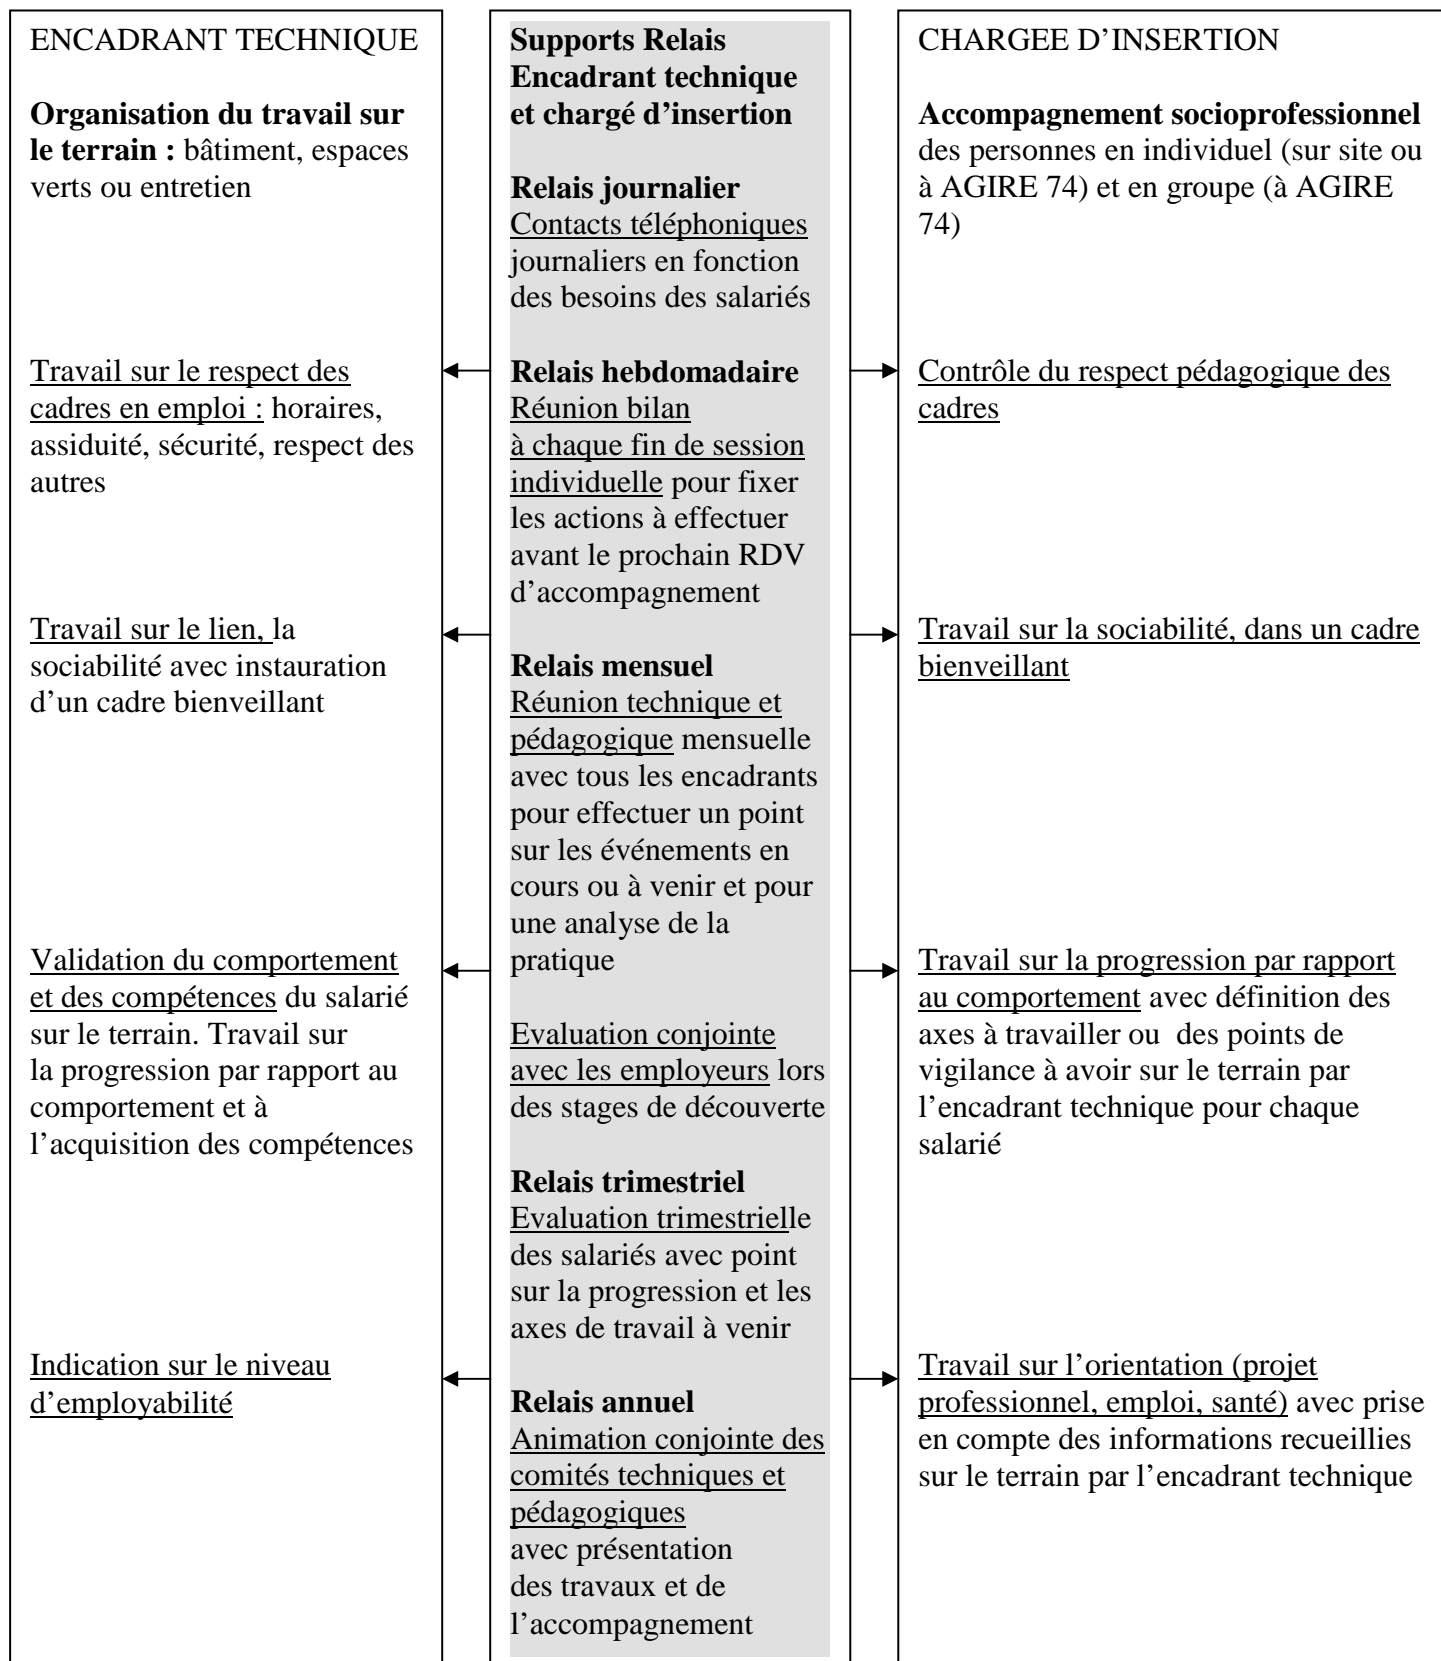 ENCADRANT TECHNIQUE
Organisation du travail sur
le terrain : bâtiment, espaces
verts ou entretien
Travail sur le respect des
cadres en emploi : horaires,
assiduité, sécurité, respect des
autres
Travail sur le lien, la
sociabilité avec instauration
d’un cadre bienveillant
Validation du comportement
et des compétences du salarié
sur le terrain. Travail sur
la progression par rapport au
comportement et à
l’acquisition des compétences
Indication sur le niveau
d’employabilité
Supports Relais
Encadrant technique
et chargé d’insertion
Relais journalier
Contacts téléphoniques
journaliers en fonction
des besoins des salariés
Relais hebdomadaire
Réunion bilan
à chaque fin de session
individuelle pour fixer
les actions à effectuer
avant le prochain RDV
d’accompagnement
Relais mensuel
Réunion technique et
pédagogique mensuelle
avec tous les encadrants
pour effectuer un point
sur les événements en
cours ou à venir et pour
une analyse de la
pratique
Evaluation conjointe
avec les employeurs lors
des stages de découverte
Relais trimestriel
Evaluation trimestrielle
des salariés avec point
sur la progression et les
axes de travail à venir
Relais annuel
Animation conjointe des
comités techniques et
pédagogiques
avec présentation
des travaux et de
l’accompagnement
CHARGEE D’INSERTION
Accompagnement socioprofessionnel
des personnes en individuel (sur site ou
à AGIRE 74) et en groupe (à AGIRE
74)
Contrôle du respect pédagogique des
cadres
Travail sur la sociabilité, dans un cadre
bienveillant
Travail sur la progression par rapport
au comportement avec définition des
axes à travailler ou des points de
vigilance à avoir sur le terrain par
l’encadrant technique pour chaque
salarié
Travail sur l’orientation (projet
professionnel, emploi, santé) avec prise
en compte des informations recueillies
sur le terrain par l’encadrant technique